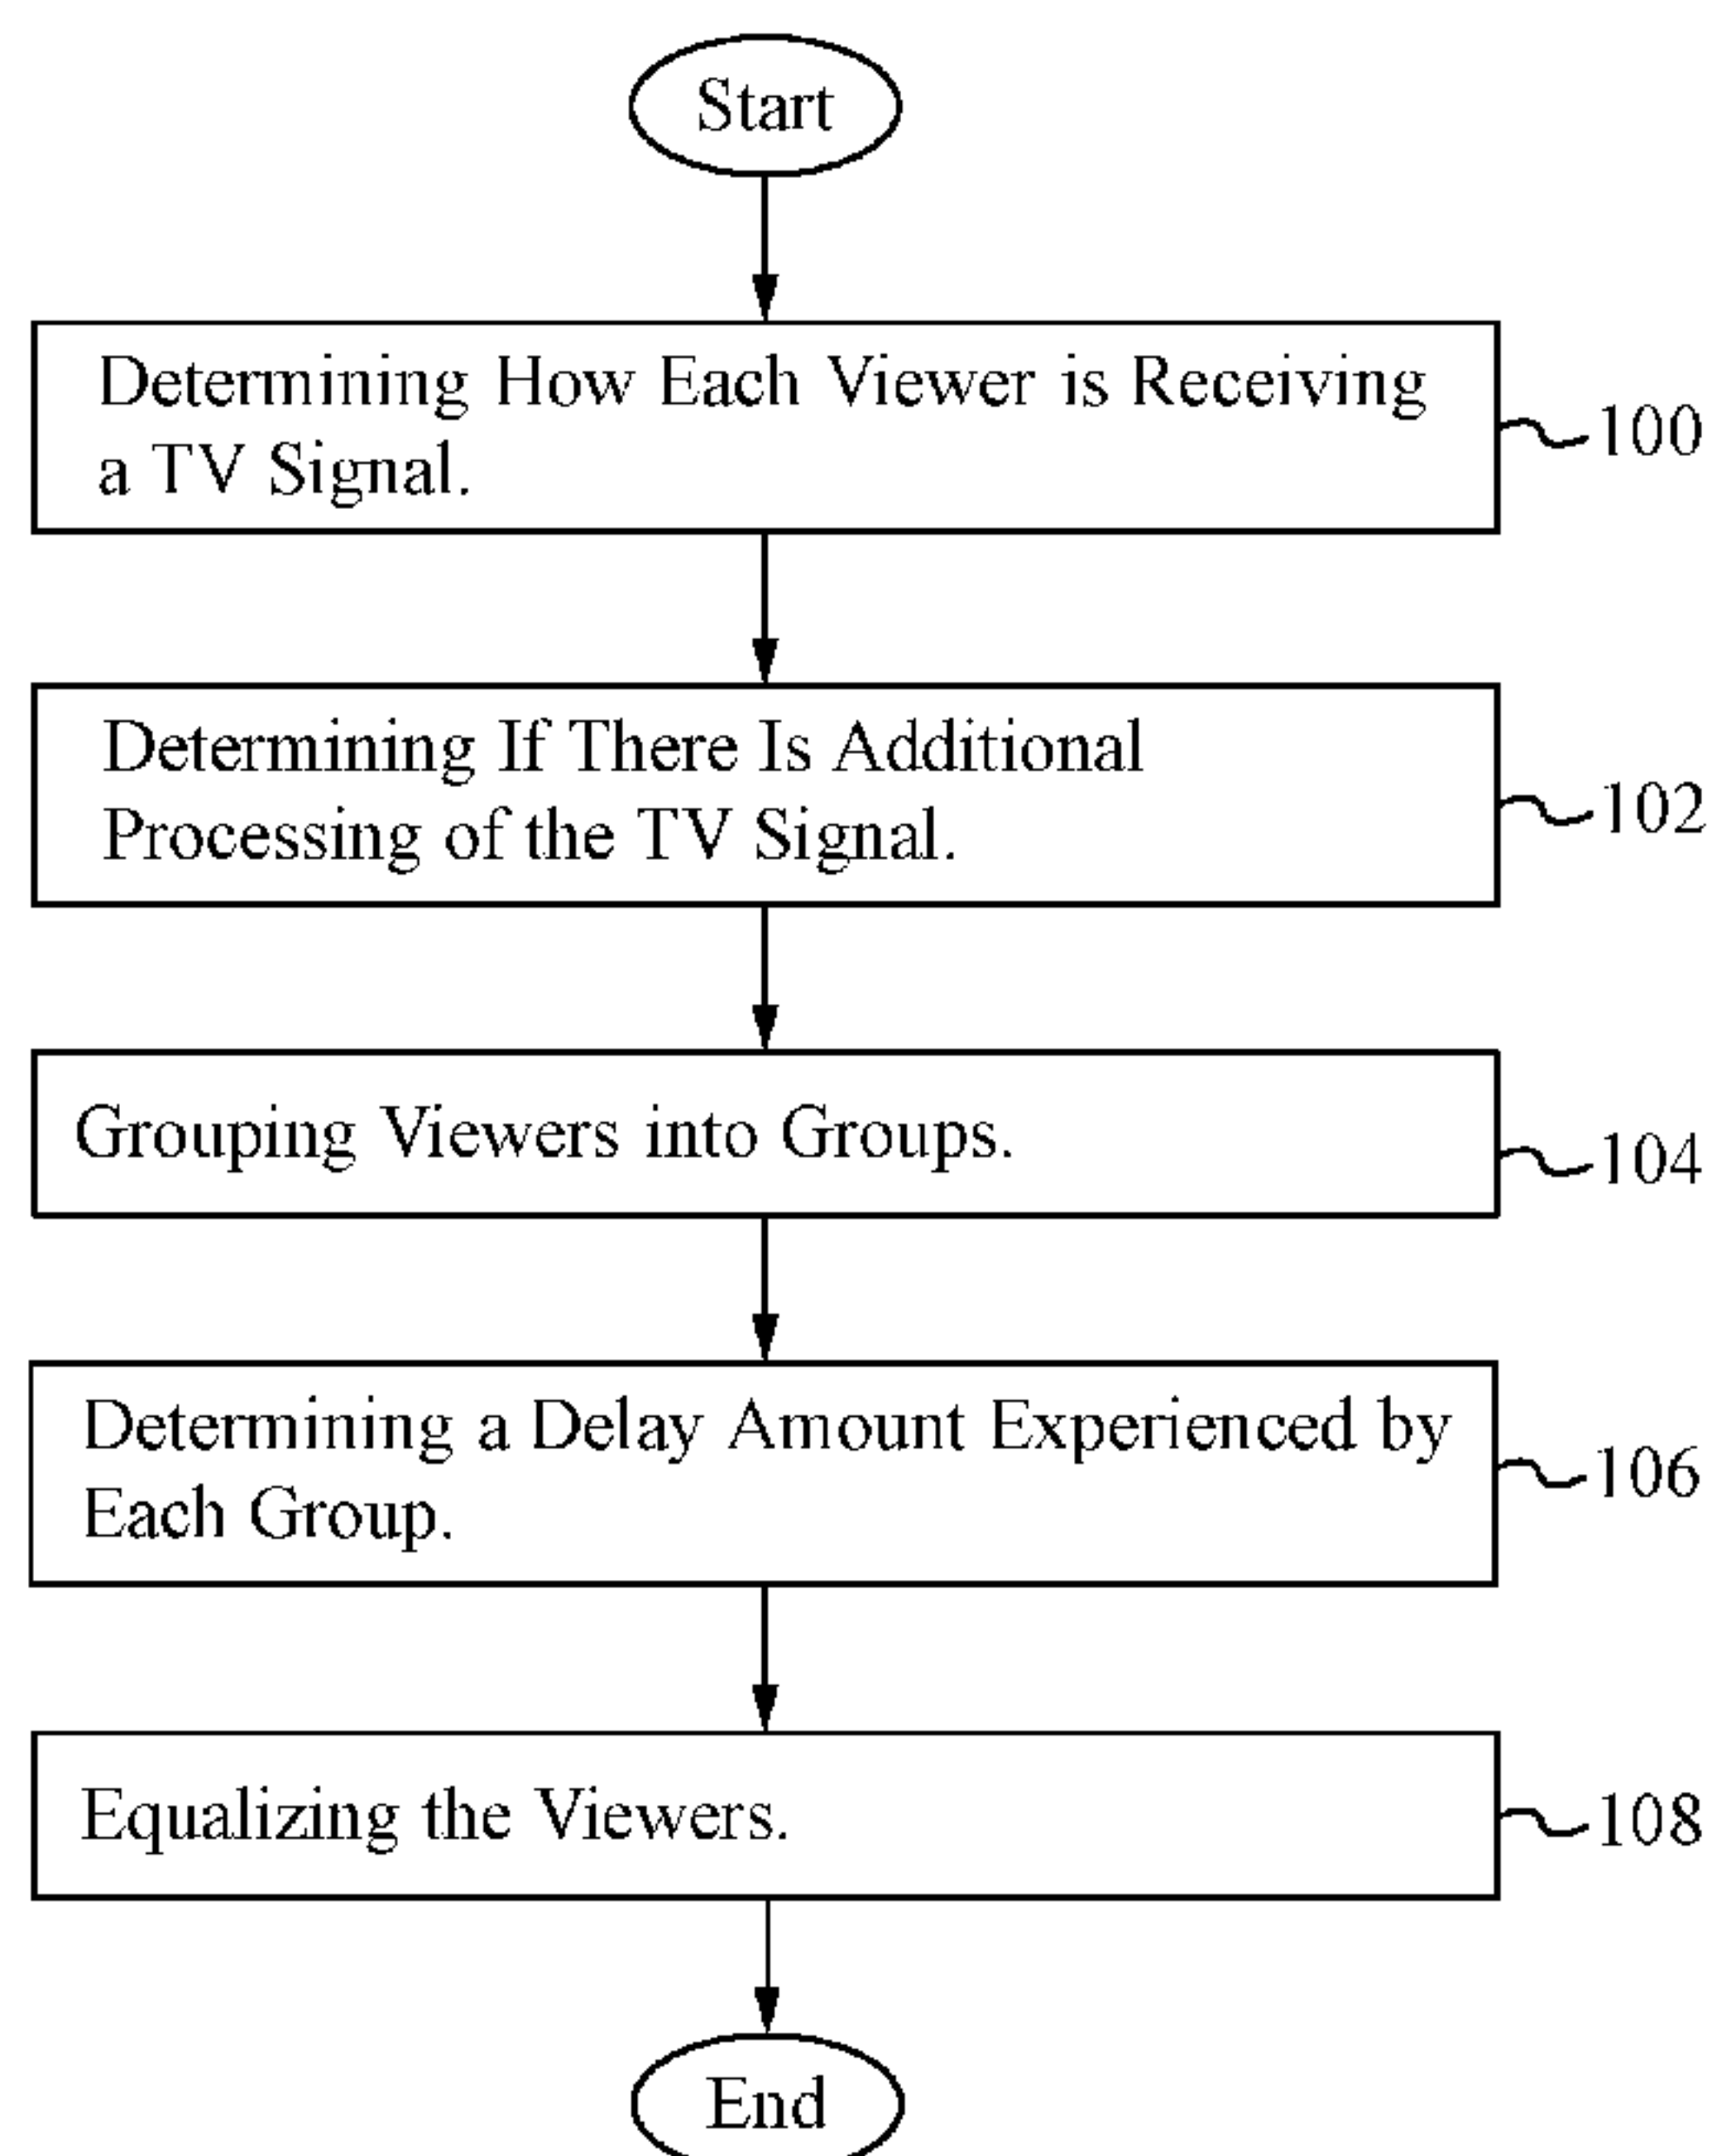 Start
Determining How Each Viewer is Receiving
a TV Signal.
100
Determining If There Is Additional
Processing of the TV Signal.
102
Grouping Viewers into Groups.
104
Determining a Delay Amount Experienced by
Each Group.
106
Equalizing the Viewers.
108
End